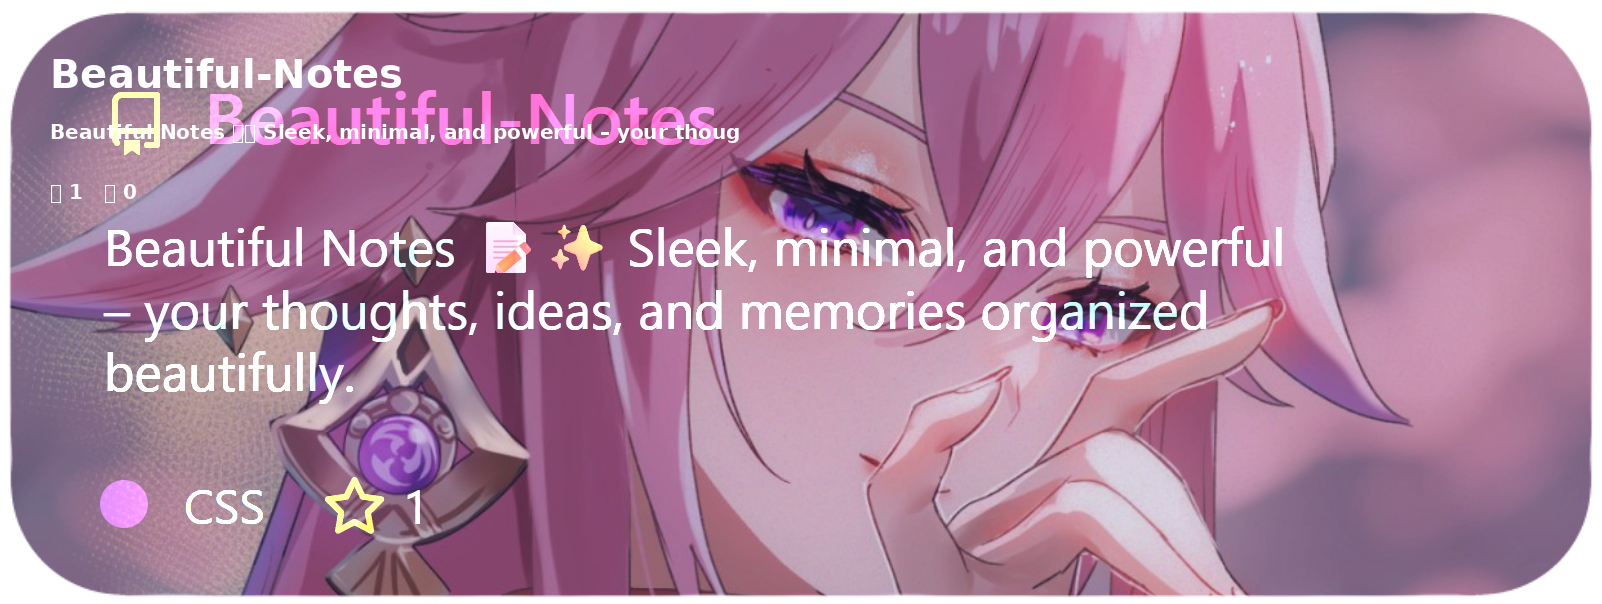 Beautiful-Notes
Beautiful-Notes
Beautiful Notes 𛲡𛲡 Sleek, minimal, and powerful – your thoug
1 0
Beautiful Notes 📝✨ Sleek, minimal, and powerful
– your thoughts, ideas, and memories organized
beautifully.
CSS 1